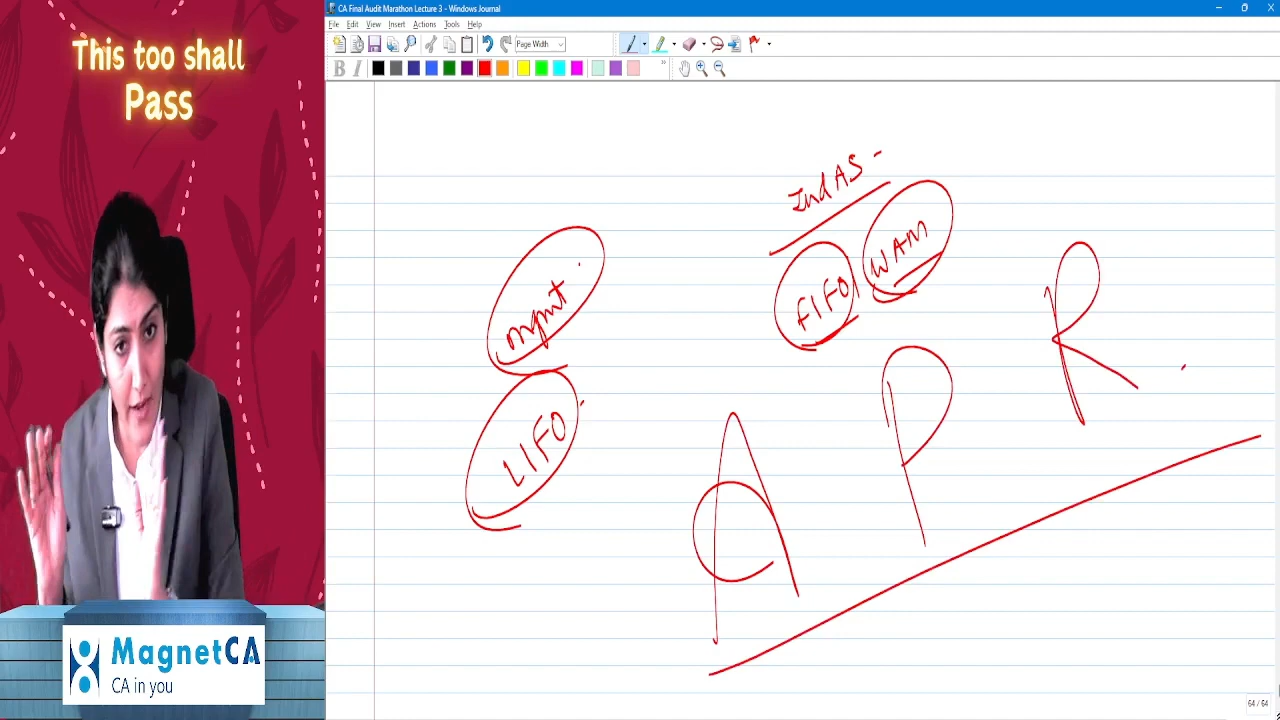 This too shall
Pass
MagnetCA
CA in you
CA Final Audit Marathon Lecture 3 - Windows Journal
File Edit View Insert Actions Tools Help
Page Width
B I
Ind AS -
FIFO WAM
mgmt.
LIFO.
A P R
64 / 64